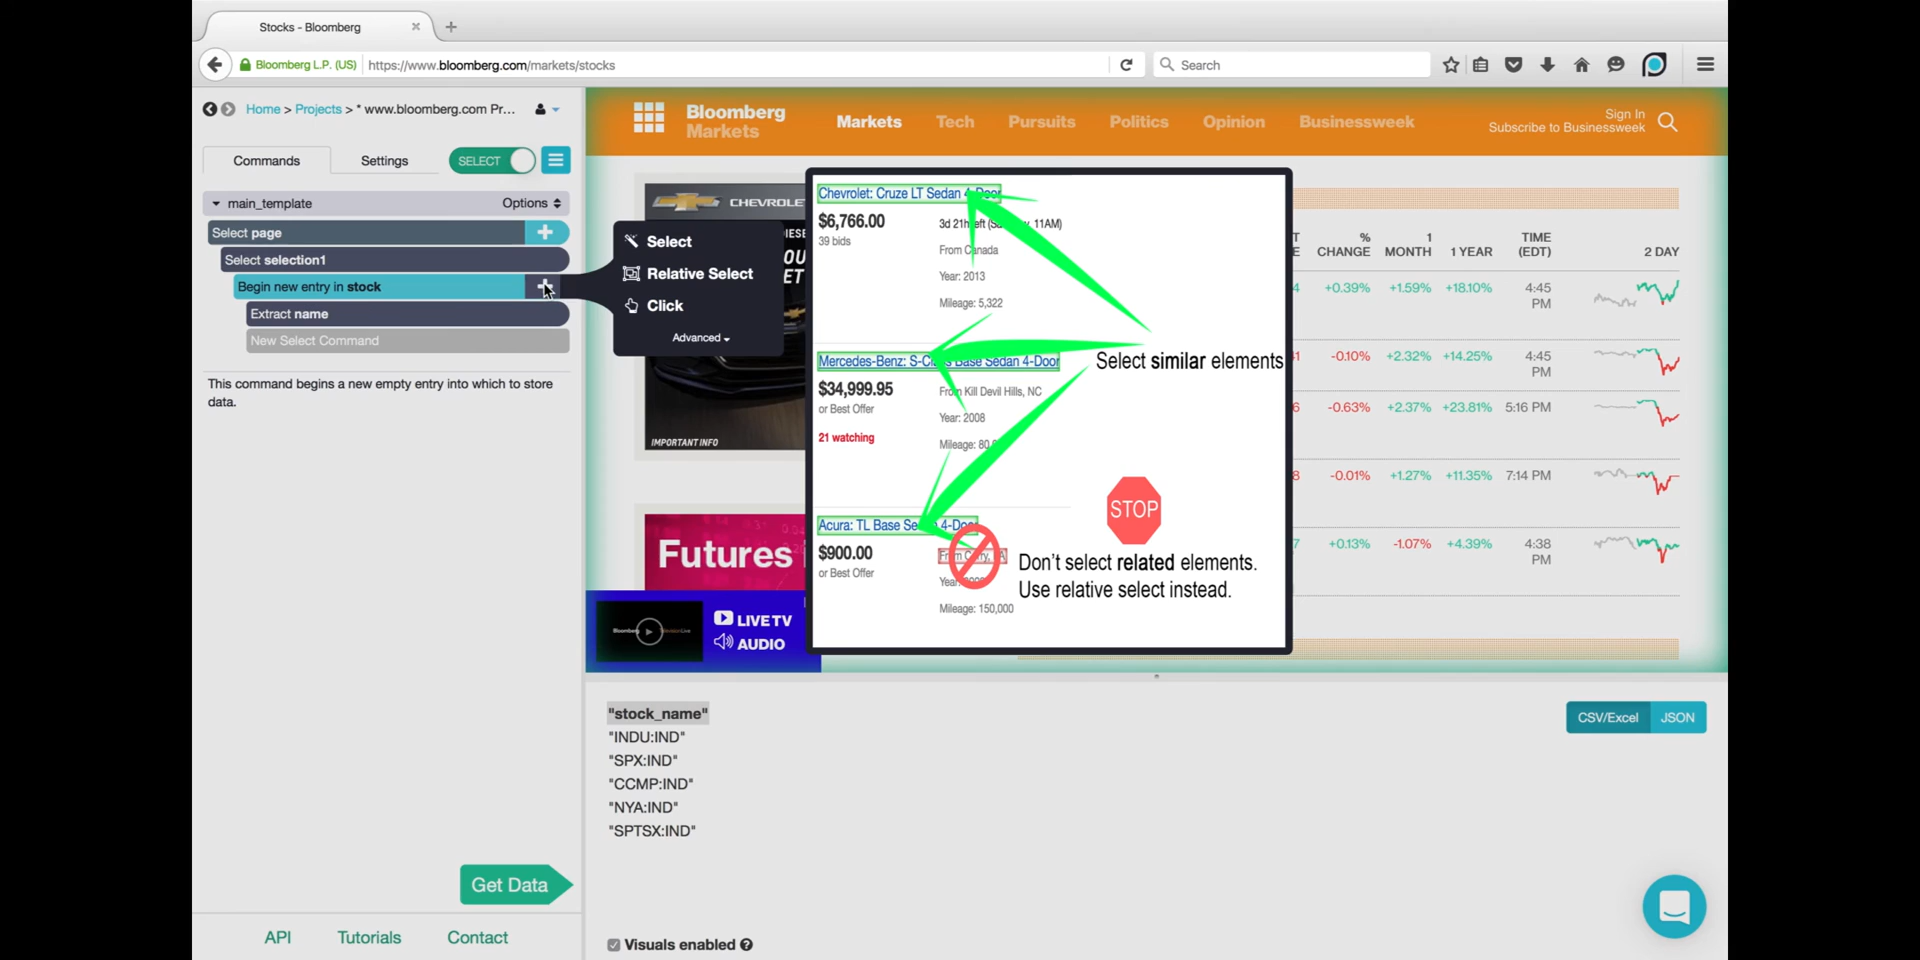 Stocks - Bloomberg
Bloomberg L.P. (US)
https://www.bloomberg.com/markets/stocks
Search
Home > Projects > * www.bloomberg.com Pr...
Commands
Settings
SELECT
main_template
Options
Select page
Select selection1
Begin new entry in stock
Extract name
New Select Command
This command begins a new empty entry into which to store
data.
Get Data
API
Tutorials
Contact
Select
Relative Select
Click
Advanced
Bloomberg
Markets
Markets
Tech
Pursuits
Politics
Opinion
Businessweek
Sign In
Subscribe to Businessweek
CHEVROLE
IMPORTANT INFO
Futures
LIVE TV
AUDIO
Chevrolet: Cruze LT Sedan 4-Door
$6,766.00
39 bids
From Canada
Year: 2013
Mileage: 5,322
Mercedes-Benz: S-Class Base Sedan 4-Door
$34,999.95
or Best Offer
21 watching
From Kill Devil Hills, NC
Year: 2008
Mileage: 80,
Acura: TL Base Sedan 4-Door
$900.00
or Best Offer
Mileage: 150,000
Select similar elements
STOP
Don't select related elements.
Use relative select instead.
% CHANGE
1 MONTH
1 YEAR
TIME (EDT)
2 DAY
+0.39% +1.59% +18.10% 4:45 PM
-0.10% +2.32% +14.25% 4:45 PM
-0.63% +2.37% +23.81% 5:16 PM
-0.01% +1.27% +11.35% 7:14 PM
+0.13% -1.07% +4.39% 4:38 PM
"stock_name"
"INDU:IND"
"SPX:IND"
"CCMP:IND"
"NYA:IND"
"SPTSX:IND"
CSV/Excel
JSON
Visuals enabled